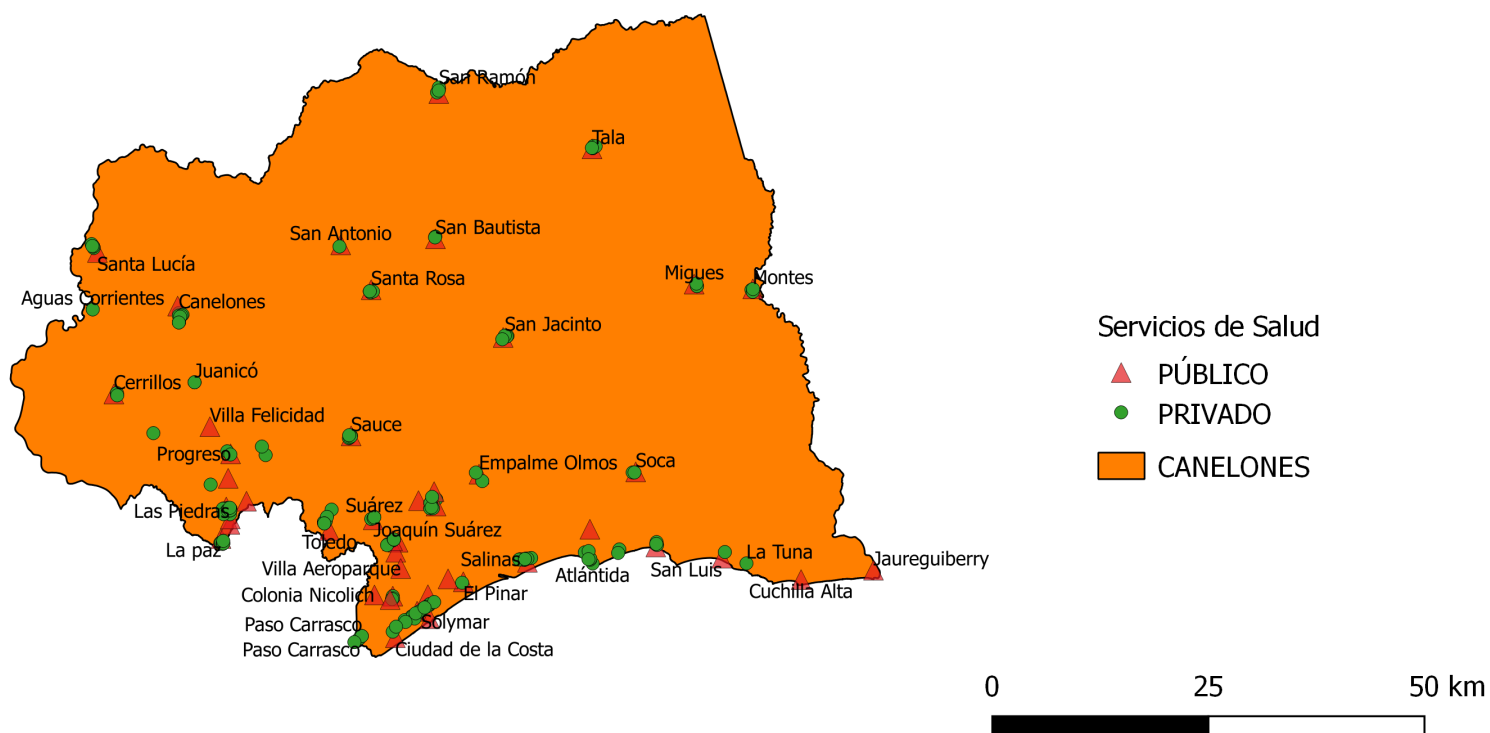 San Ramón
Tala
San Antonio
San Bautista
Santa Lucía
Santa Rosa
Migues
Montes
Aguas Corrientes
Canelones
San Jacinto
Servicios de Salud
PÚBLICO
PRIVADO
CANELONES
Cerrillos
Juanicó
Villa Felicidad
Sauce
Progreso
Empalme Olmos
Soca
Las Piedras
Suárez
Joaquín Suárez
La paz
Toledo
Villa Aeroparque
Salinas
Atlántida
San Luis
La Tuna
Jaureguiberry
Cuchilla Alta
Colonia Nicolich
El Pinar
Paso Carrasco
Solymar
Paso Carrasco
Ciudad de la Costa
0 25 50 km